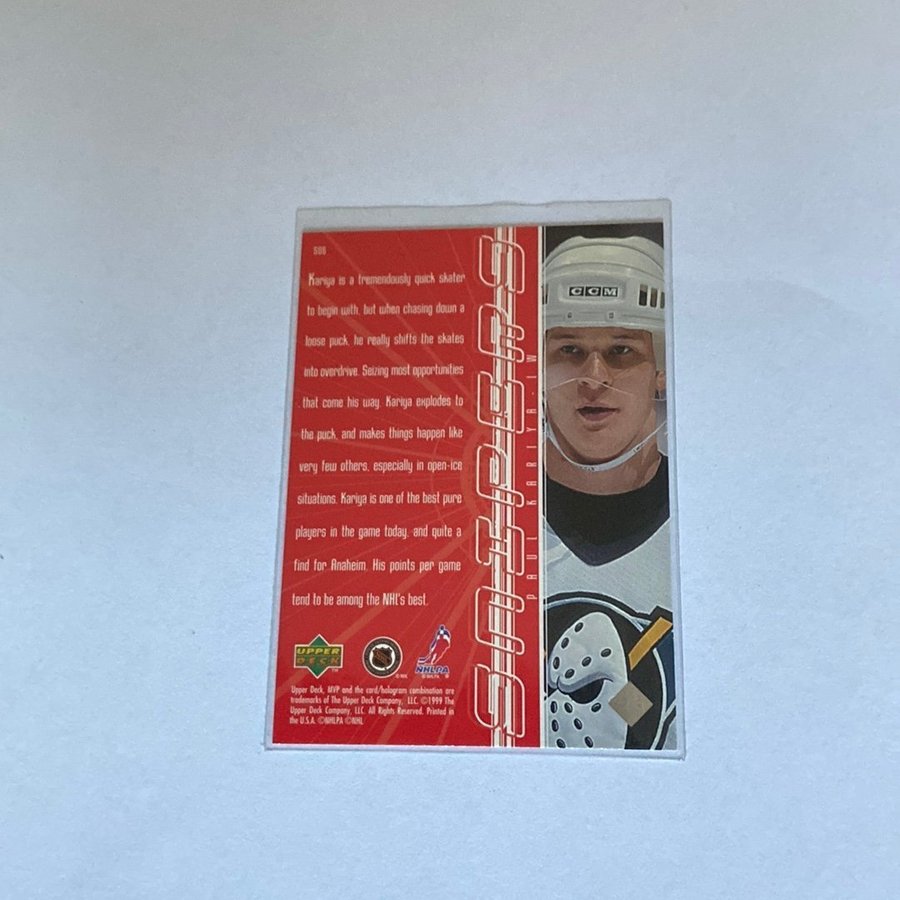 Kariya is a tremendously quick skater
to begin with, but when chasing down a
loose puck, he really shifts the skates
into overdrive. Seizing most opportunities
that come his way, Kariya explodes to
the puck, and makes things happen like
very few others, especially in open-ice
situations. Kariya is one of the best pure
players in the game today, and quite a
find for Anaheim. His points per game
tend to be among the NHL's best.
SNIPERS
PAUL KARIYA. LW
CCM
UPPER
DECK
NHLPA
Upper Deck, MVP and the card/hologram combination are
trademarks of The Upper Deck Company, LLC. ©1999 The
Upper Deck Company, LLC. All Rights Reserved. Printed in
the U.S.A. ©NHLPA ©NHL